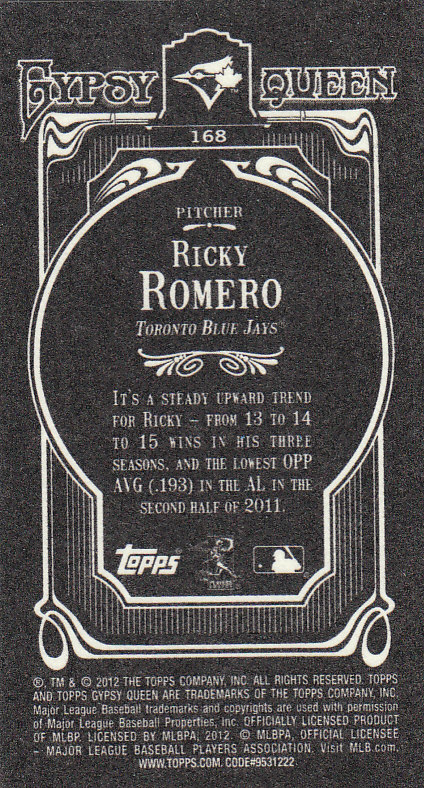 GYPSY QUEEN
168
PITCHER
RICKY
ROMERO
TORONTO BLUE JAYS®
IT'S A STEADY UPWARD TREND
FOR RICKY – FROM 13 TO 14
TO 15 WINS IN HIS THREE
SEASONS, AND THE LOWEST OPP
AVG (.193) IN THE AL IN THE
SECOND HALF OF 2011.
TOPPS
®, TM & © 2012 THE TOPPS COMPANY, INC. ALL RIGHTS RESERVED. TOPPS
AND TOPPS GYPSY QUEEN ARE TRADEMARKS OF THE TOPPS COMPANY, INC.
Major League Baseball trademarks and copyrights are used with permission
of Major League Baseball Properties, Inc. OFFICIALLY LICENSED PRODUCT
OF MLBP. LICENSED BY MLBPA, 2012. © MLBPA, OFFICIAL LICENSEE
– MAJOR LEAGUE BASEBALL PLAYERS ASSOCIATION. Visit MLB.com.
WWW.TOPPS.COM. CODE#9531222